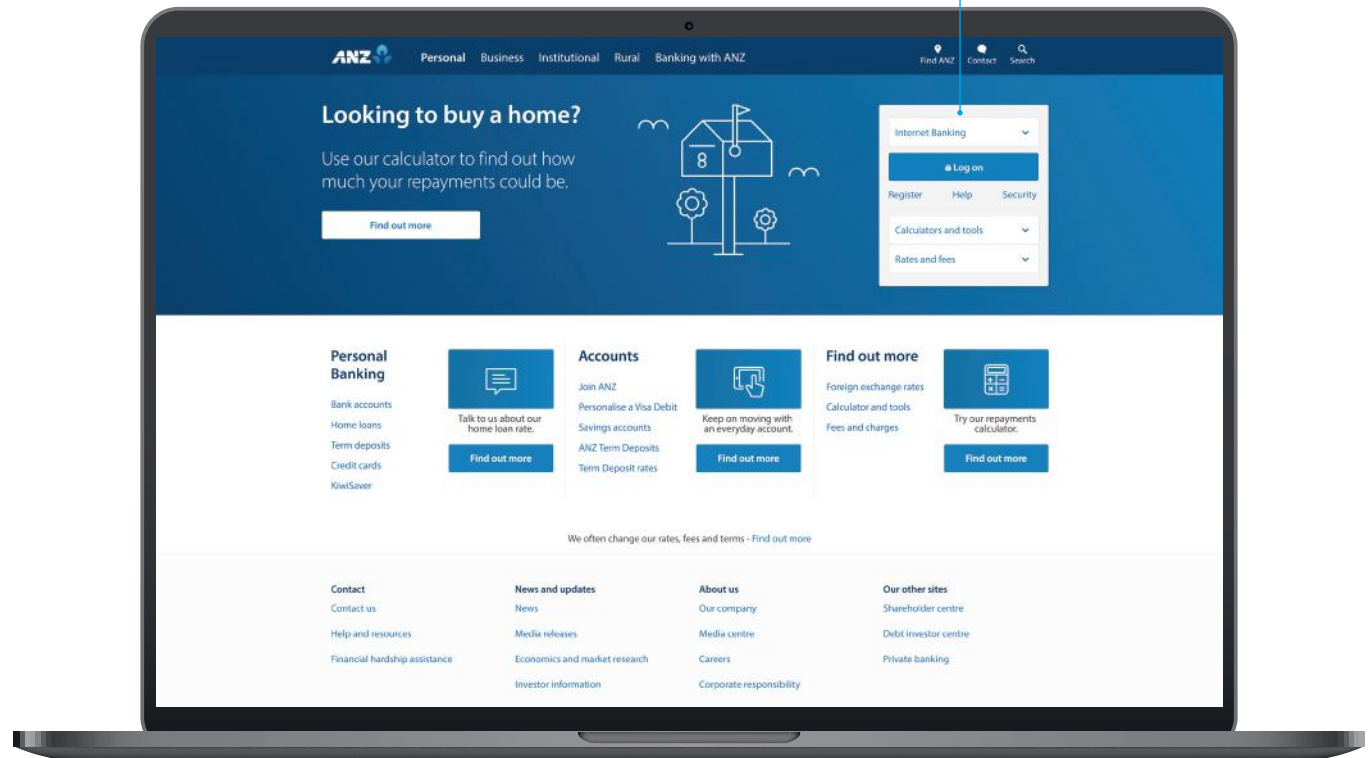 ANZ
Personal Business Institutional Rural Banking with ANZ
Find ANZ Contact Search
Looking to buy a home?
Use our calculator to find out how
much your repayments could be.
Find out more
8
Internet Banking
Log on
Register Help Security
Calculators and tools
Rates and fees
Personal
Banking
Bank accounts
Home loans
Term deposits
Credit cards
KiwiSaver
Talk to us about our
home loan rate.
Find out more
Accounts
Join ANZ
Personalise a Visa Debit
Savings accounts
ANZ Term Deposits
Term Deposit rates
Keep on moving with
an everyday account.
Find out more
Find out more
Foreign exchange rates
Calculator and tools
Fees and charges
Try our repayments
calculator.
Find out more
We often change our rates, fees and terms - Find out more
Contact
Contact us
Help and resources
Financial hardship assistance
News and updates
News
Media releases
Economics and market research
Investor information
About us
Our company
Media centre
Careers
Corporate responsibility
Our other sites
Shareholder centre
Debt investor centre
Private banking